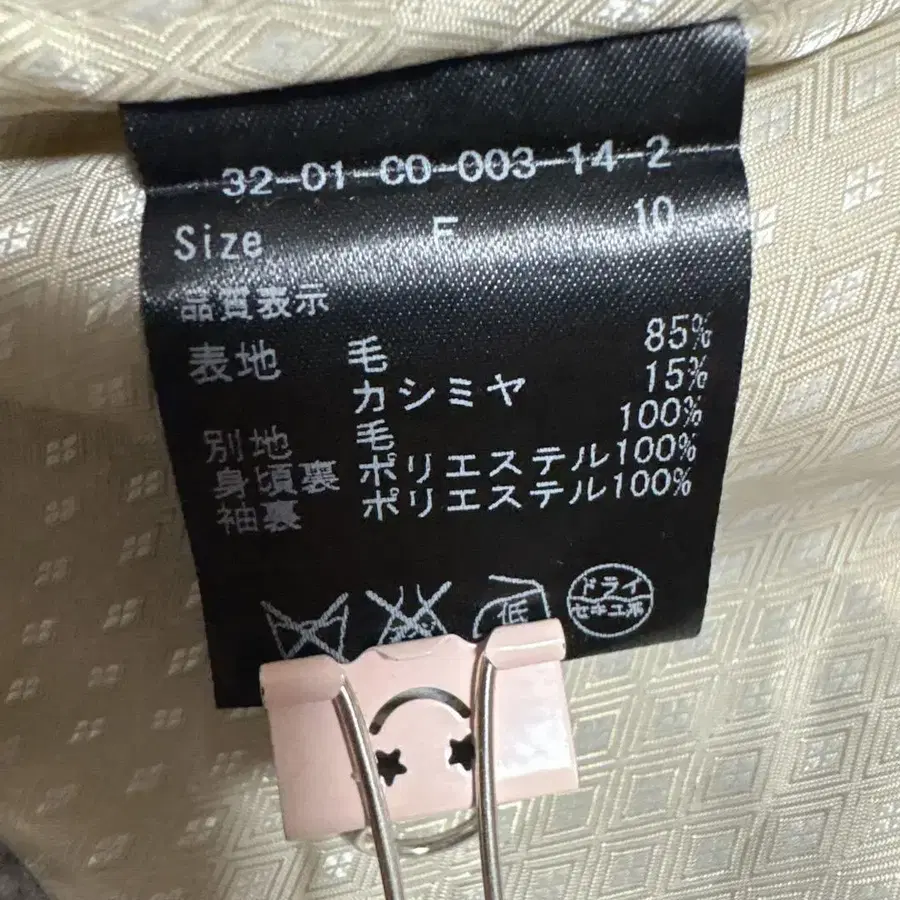 32-01-CO-003-14-2
Size F 10
品質表示
表地 毛 85%
カシミヤ 15%
別地 毛 100%
身頃裏 ポリエステル100%
袖裏 ポリエステル100%
低
ドライ
セキユ系